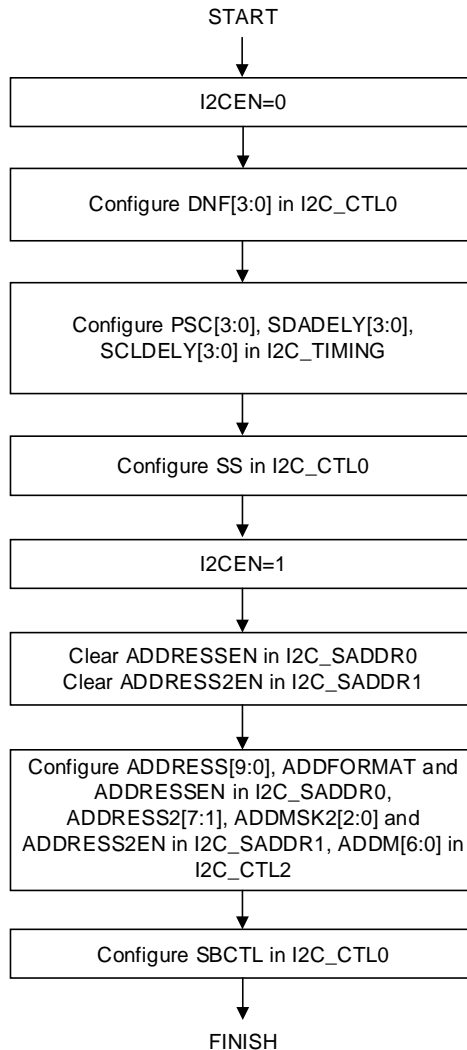 START
I2CEN=0
Configure DNF[3:0] in I2C_CTL0
Configure PSC[3:0], SDADELY[3:0],
SCLDELY[3:0] in I2C_TIMING
Configure SS in I2C_CTL0
I2CEN=1
Clear ADDRESSEN in I2C_SADDR0
Clear ADDRESS2EN in I2C_SADDR1
Configure ADDRESS[9:0], ADDFORMAT and
ADDRESSEN in I2C_SADDR0,
ADDRESS2[7:1], ADDMSK2[2:0] and
ADDRESS2EN in I2C_SADDR1, ADDM[6:0] in
I2C_CTL2
Configure SBCTL in I2C_CTL0
FINISH